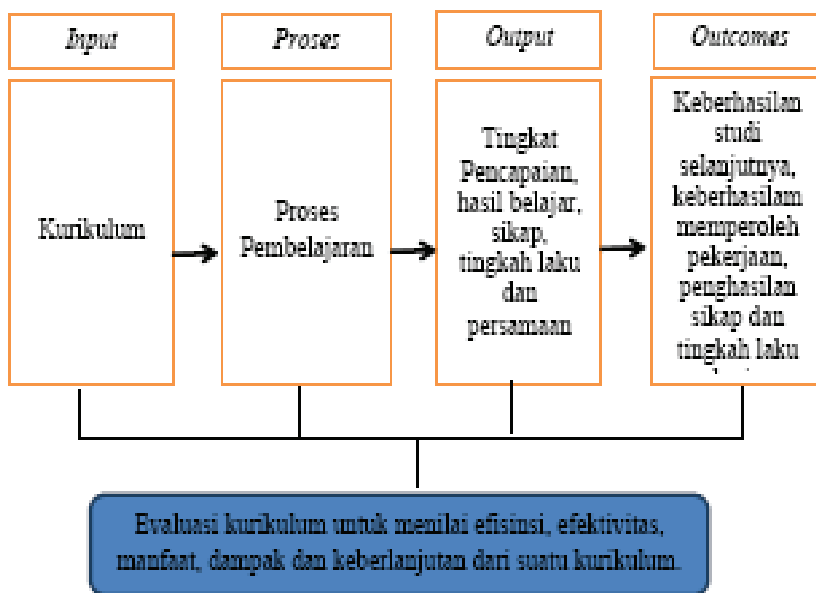 Input
Proses
Output
Outcomes
Kurikulum
Proses
Pembelajaran
Tingkat
Pencapaian,
hasil belajar,
sikap,
tingkah laku
dan
persamaan
Keberhasilan
studi
selanjutnya,
keberhasilam
memperoleh
pekerjaan,
penghasilan
sikap dan
tingkah laku
Evaluasi kurikulum untuk menilai efisinsi, efektivitas,
manfaat, dampak dan keberlanjutan dari suatu kurikulum.